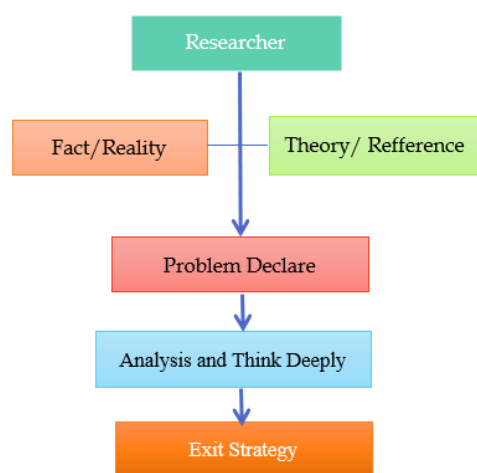 Researcher
Fact/Reality
Theory/ Refference
Problem Declare
Analysis and Think Deeply
Exit Strategy